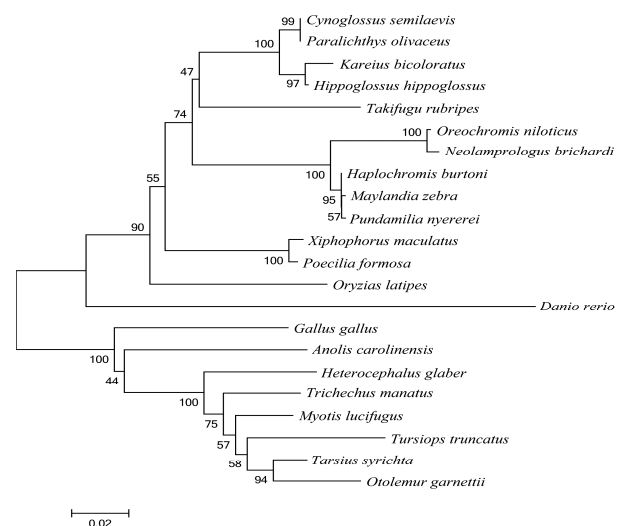 99
Cynoglossus semilaevis
Paralichthys olivaceus
100
Kareius bicoloratus
97
Hippoglossus hippoglossus
47
Takifugu rubripes
74
100
Oreochromis niloticus
Neolamprologus brichardi
100
Haplochromis burtoni
95
Maylandia zebra
57
Pundamilia nyererei
55
Xiphophorus maculatus
100
Poecilia formosa
90
Oryzias latipes
Danio rerio
Gallus gallus
100
Anolis carolinensis
44
Heterocephalus glaber
100
Trichechus manatus
75
Myotis lucifugus
57
Tursiops truncatus
58
Tarsius syrichta
94
Otolemur garnettii
0.02